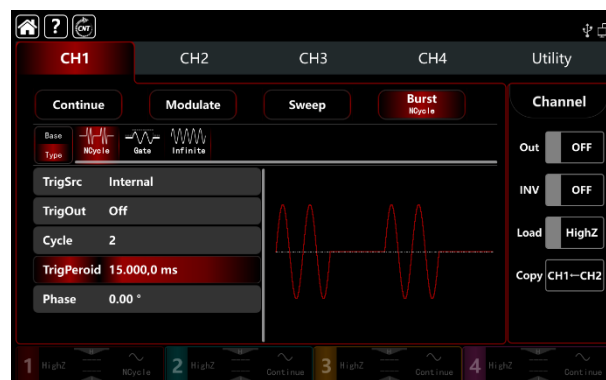 ? CNT
CH1 CH2 CH3 CH4 Utility
Continue Modulate Sweep Burst NCycle Channel
Base Type NCycle Gate Infinite
Out OFF
TrigSrc Internal
INV OFF
TrigOut Off
Load HighZ
Cycle 2
TrigPeroid 15.000,0 ms
Copy CH1←CH2
Phase 0.00 °
1 HighZ NCycle 2 HighZ Continue 3 HighZ Continue 4 HighZ Continue